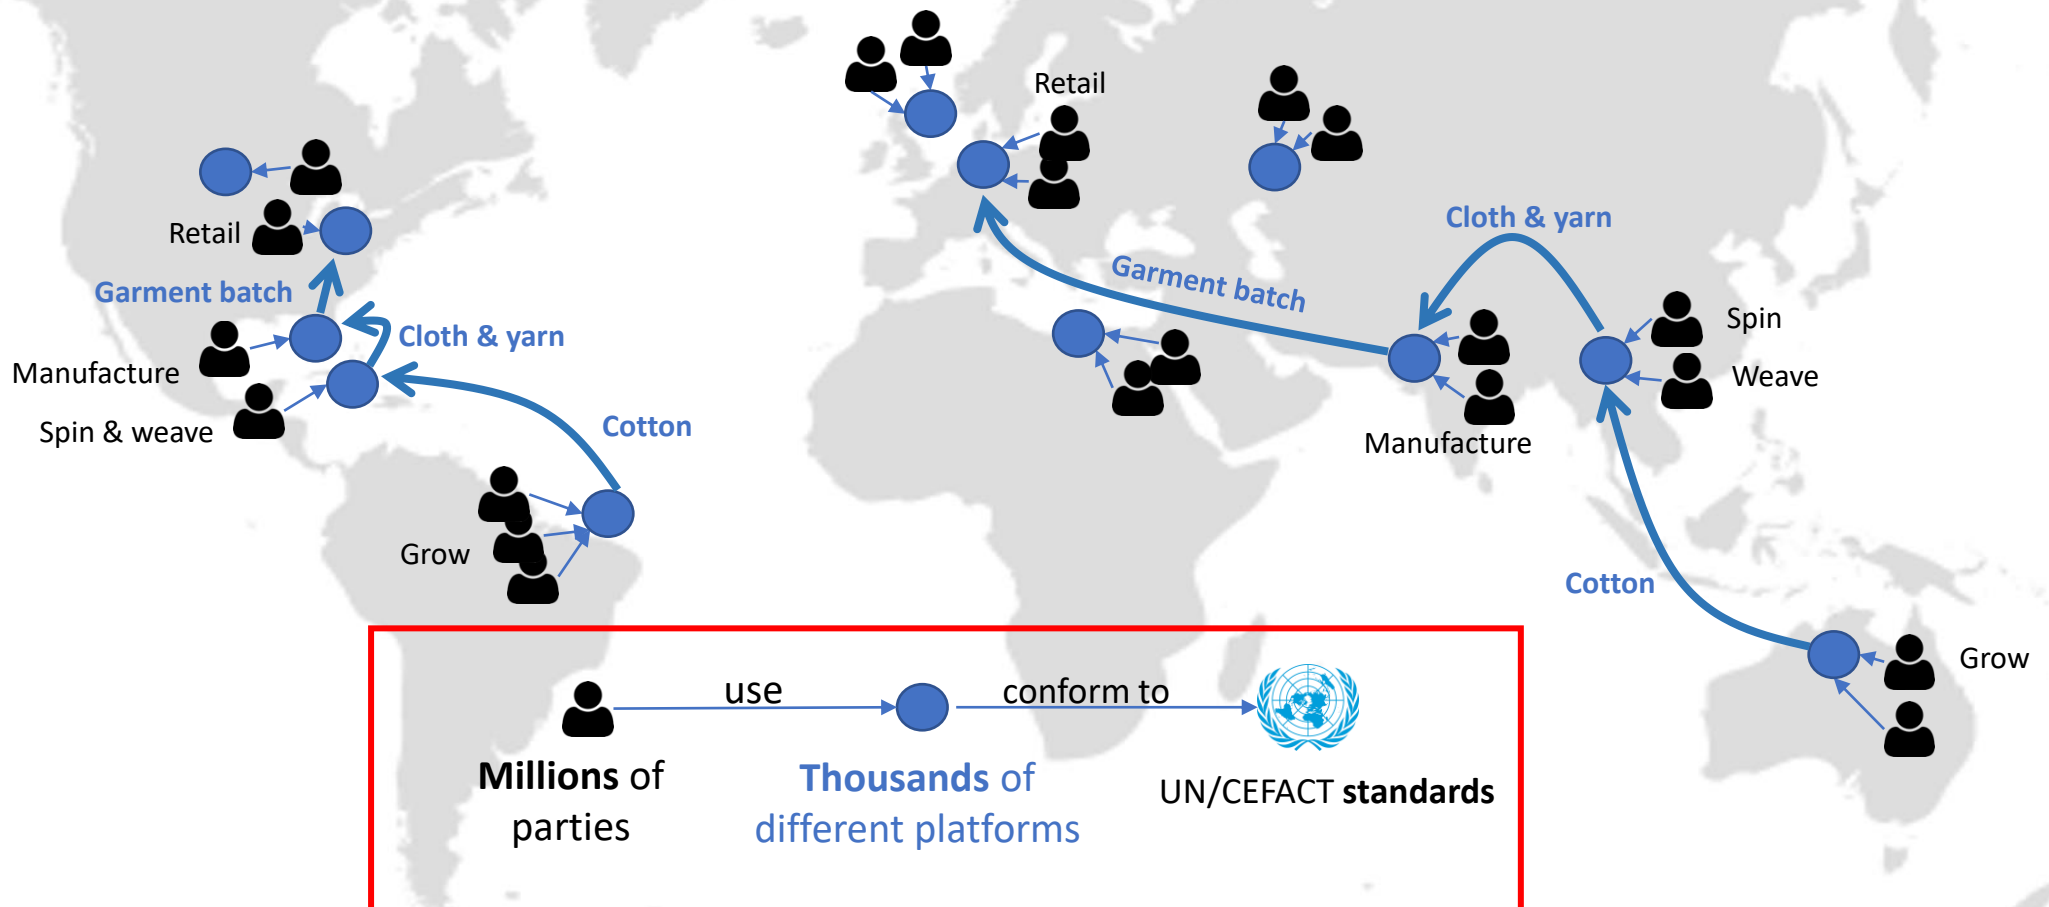 Retail
Retail
Cloth & yarn
Garment batch
Garment batch
Spin
Cloth & yarn
Manufacture
Weave
Spin & weave
Cotton
Manufacture
Grow
Cotton
Grow
use
conform to
Millions of
parties
Thousands of
different platforms
UN/CEFACT standards